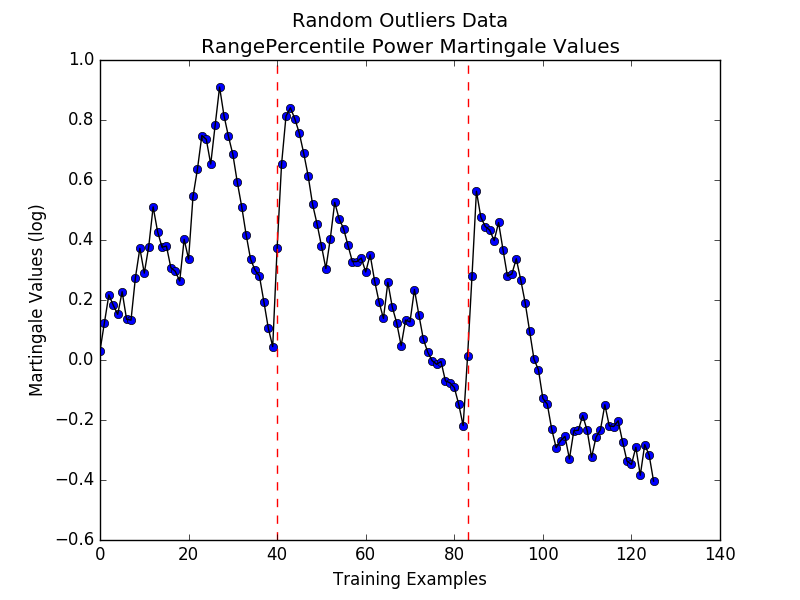 Random Outliers Data
RangePercentile Power Martingale Values
1.0
0.8
0.6
0.4
0.2
0.0
−0.2
−0.4
−0.6
Martingale Values (log)
0 20 40 60 80 100 120 140
Training Examples